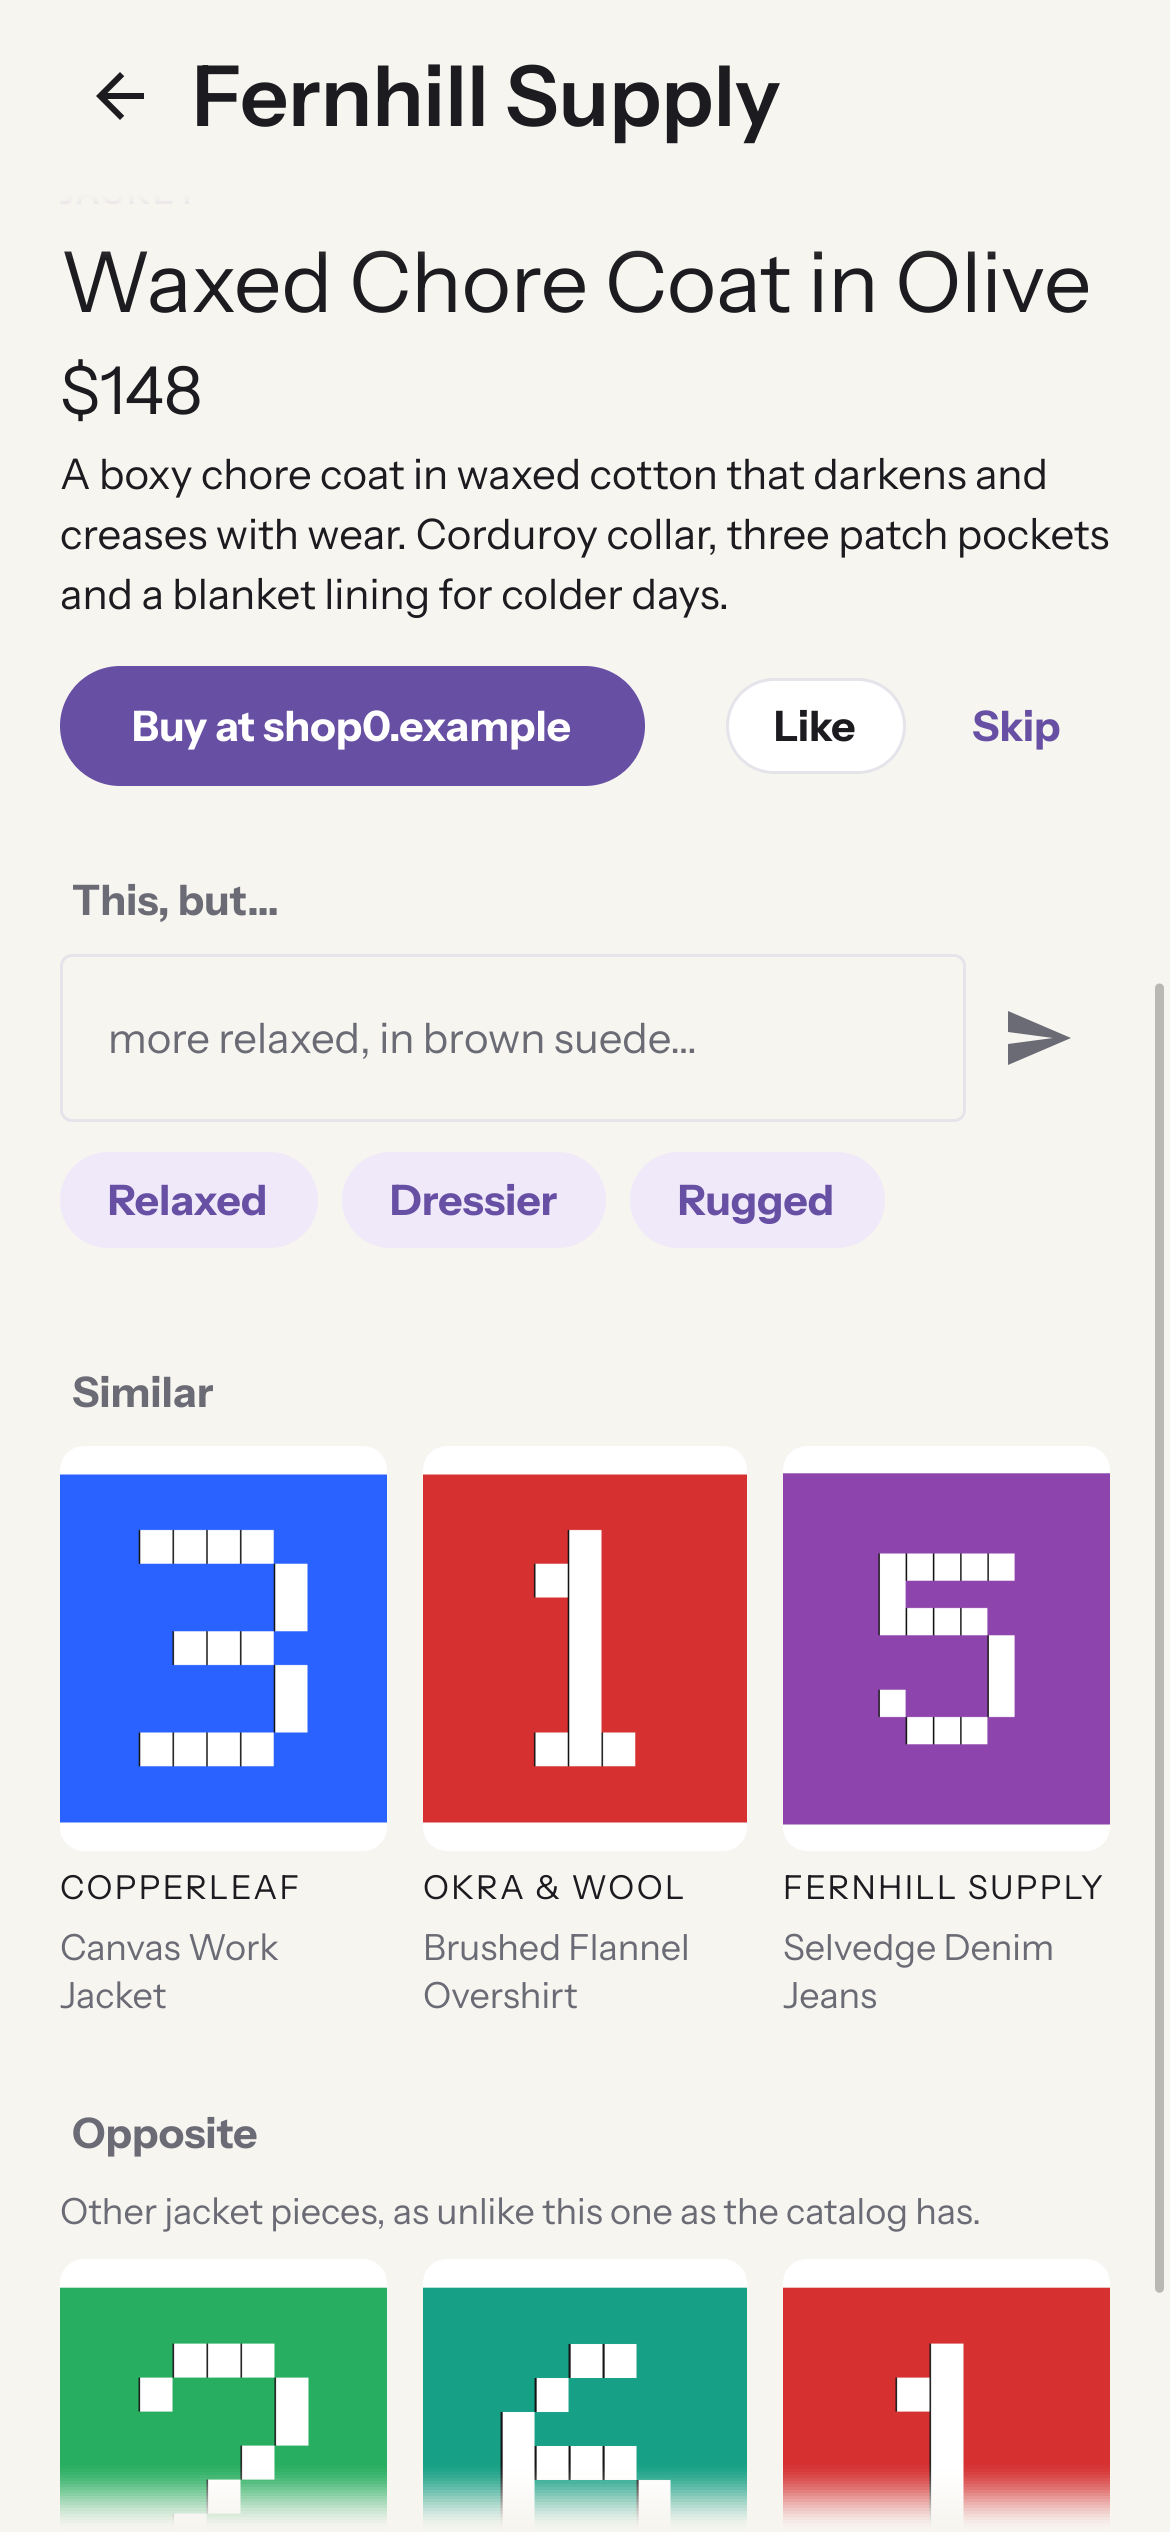 Fernhill Supply
JACKET
Waxed Chore Coat in Olive
$148
A boxy chore coat in waxed cotton that darkens and
creases with wear. Corduroy collar, three patch pockets
and a blanket lining for colder days.
Buy at shop0.example
Like
Skip
This, but...
more relaxed, in brown suede...
Relaxed
Dressier
Rugged
Similar
3
1
5
COPPERLEAF
OKRA & WOOL
FERNHILL SUPPLY
Canvas Work
Jacket
Brushed Flannel
Overshirt
Selvedge Denim
Jeans
Opposite
Other jacket pieces, as unlike this one as the catalog has.
2
6
1